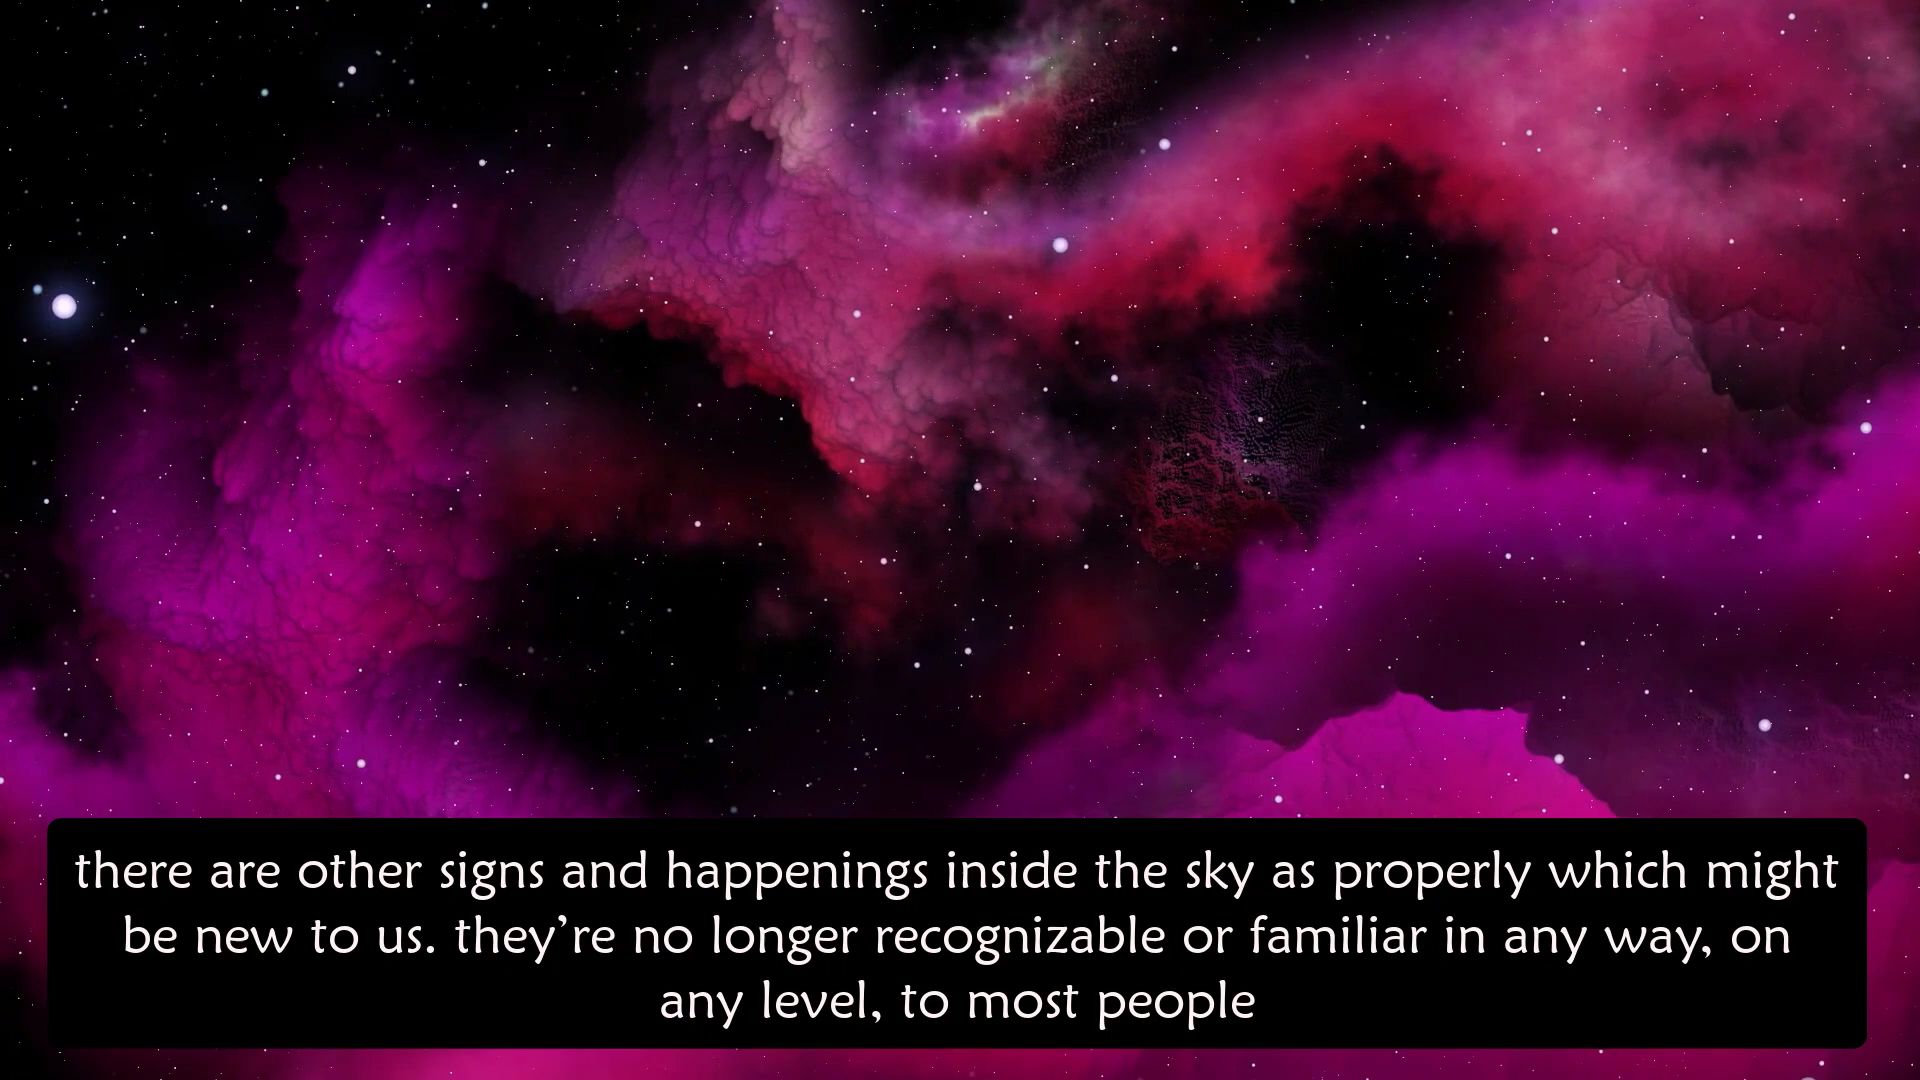 there are other signs and happenings inside the sky as properly which might
be new to us. they’re no longer recognizable or familiar in any way, on
any level, to most people